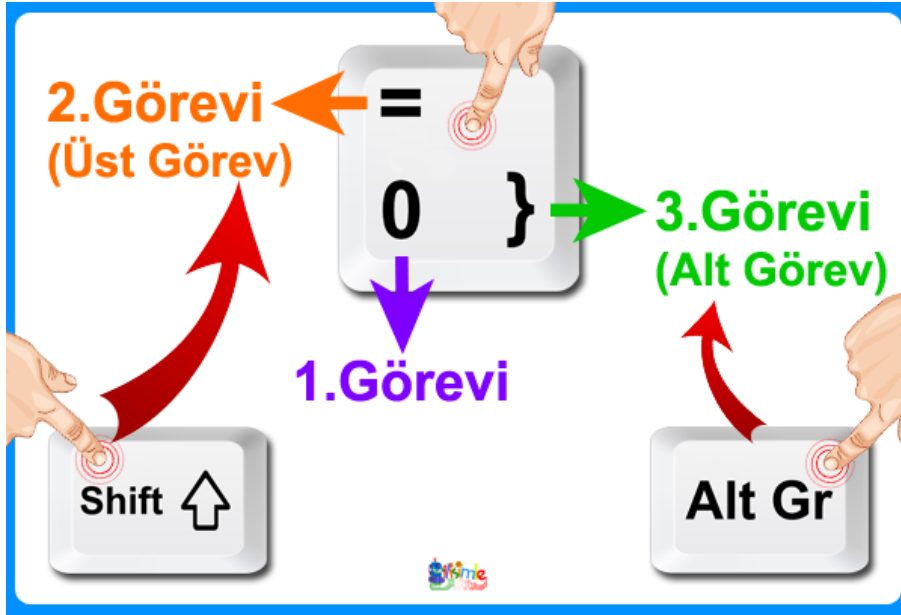 2.Görevi
(Üst Görev)
=
0 }
3.Görevi
(Alt Görev)
1.Görevi
Shift
Alt Gr